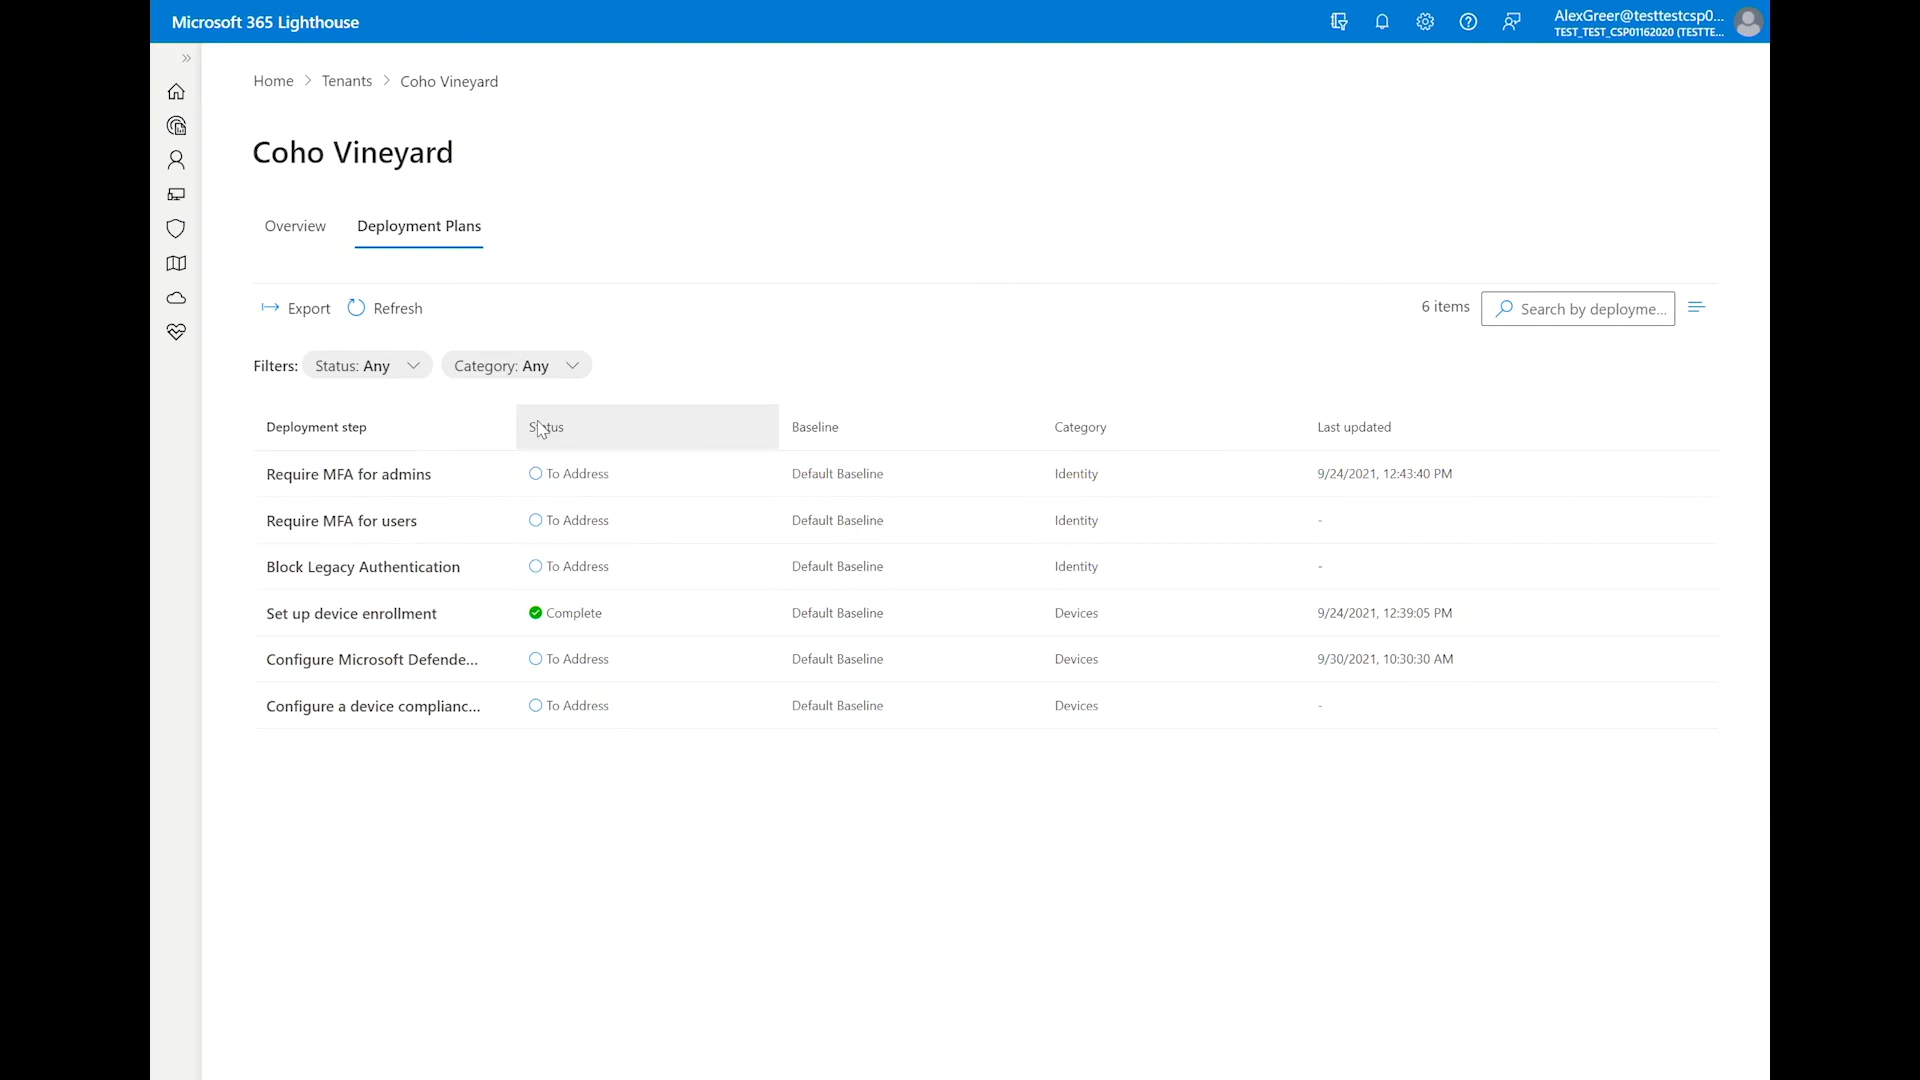 Microsoft 365 Lighthouse
AlexGreer@testtestcsp0...
TEST_TEST_CSP01162020 (TESTTE...
Home > Tenants > Coho Vineyard
Coho Vineyard
Overview Deployment Plans
Export Refresh 6 items Search by deployme...
Filters: Status: Any Category: Any
Deployment step Status Baseline Category Last updated
Require MFA for admins To Address Default Baseline Identity 9/24/2021, 12:43:40 PM
Require MFA for users To Address Default Baseline Identity -
Block Legacy Authentication To Address Default Baseline Identity -
Set up device enrollment Complete Default Baseline Devices 9/24/2021, 12:39:05 PM
Configure Microsoft Defende... To Address Default Baseline Devices 9/30/2021, 10:30:30 AM
Configure a device complianc... To Address Default Baseline Devices -